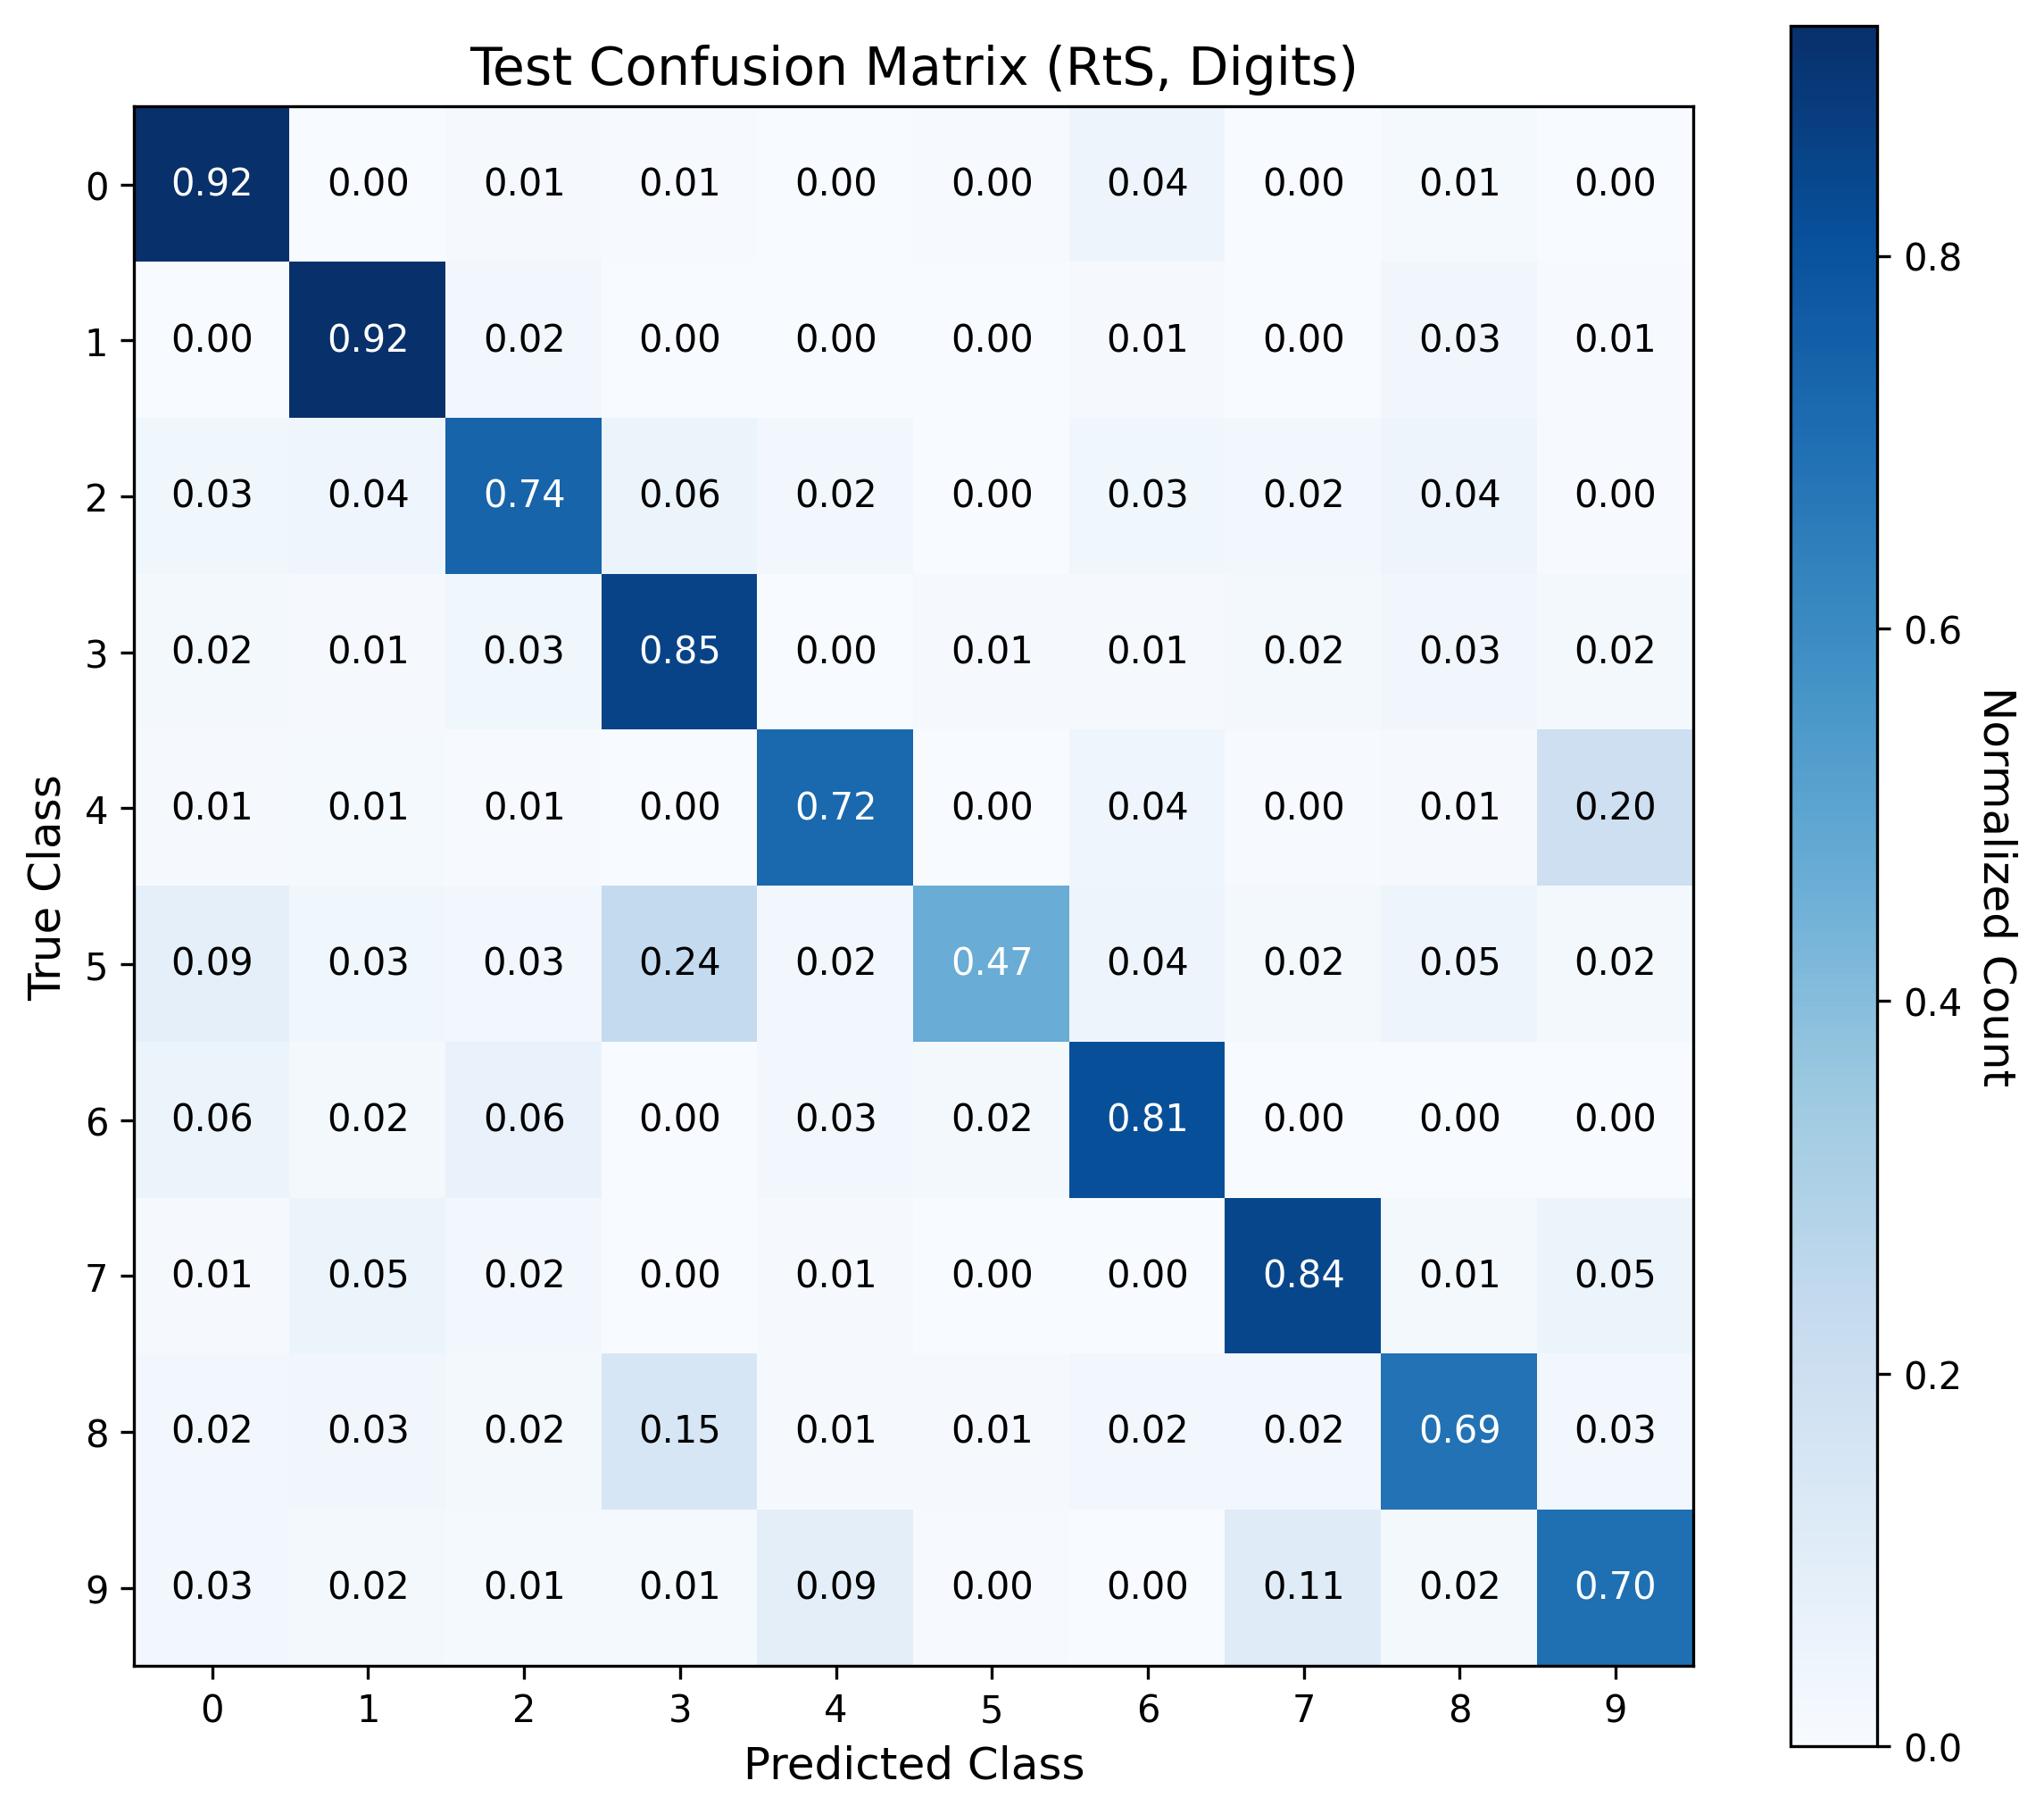 Test Confusion Matrix (RtS, Digits)
0 0.92 0.00 0.01 0.01 0.00 0.00 0.04 0.00 0.01 0.00
1 0.00 0.92 0.02 0.00 0.00 0.00 0.01 0.00 0.03 0.01
2 0.03 0.04 0.74 0.06 0.02 0.00 0.03 0.02 0.04 0.00
3 0.02 0.01 0.03 0.85 0.00 0.01 0.01 0.02 0.03 0.02
4 0.01 0.01 0.01 0.00 0.72 0.00 0.04 0.00 0.01 0.20
5 0.09 0.03 0.03 0.24 0.02 0.47 0.04 0.02 0.05 0.02
6 0.06 0.02 0.06 0.00 0.03 0.02 0.81 0.00 0.00 0.00
7 0.01 0.05 0.02 0.00 0.01 0.00 0.00 0.84 0.01 0.05
8 0.02 0.03 0.02 0.15 0.01 0.01 0.02 0.02 0.69 0.03
9 0.03 0.02 0.01 0.01 0.09 0.00 0.00 0.11 0.02 0.70
0 1 2 3 4 5 6 7 8 9
Predicted Class
True Class
0.8
0.6
0.4
0.2
0.0
Normalized Count